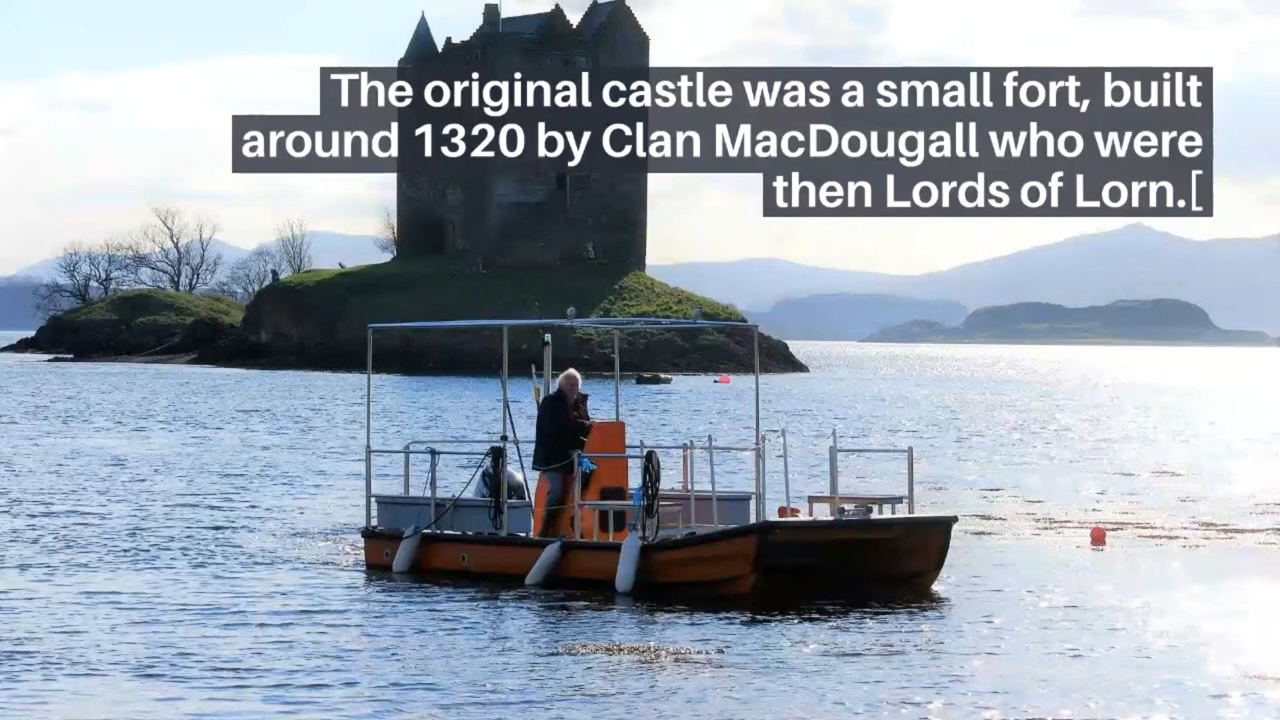 The original castle was a small fort, built
around 1320 by Clan MacDougall who were
then Lords of Lorn.[